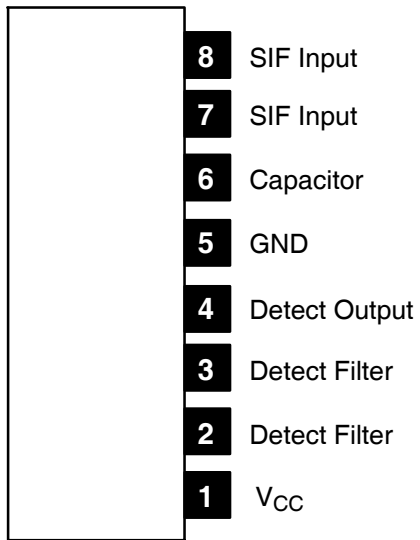 8 SIF Input
7 SIF Input
6 Capacitor
5 GND
4 Detect Output
3 Detect Filter
2 Detect Filter
1 VCC